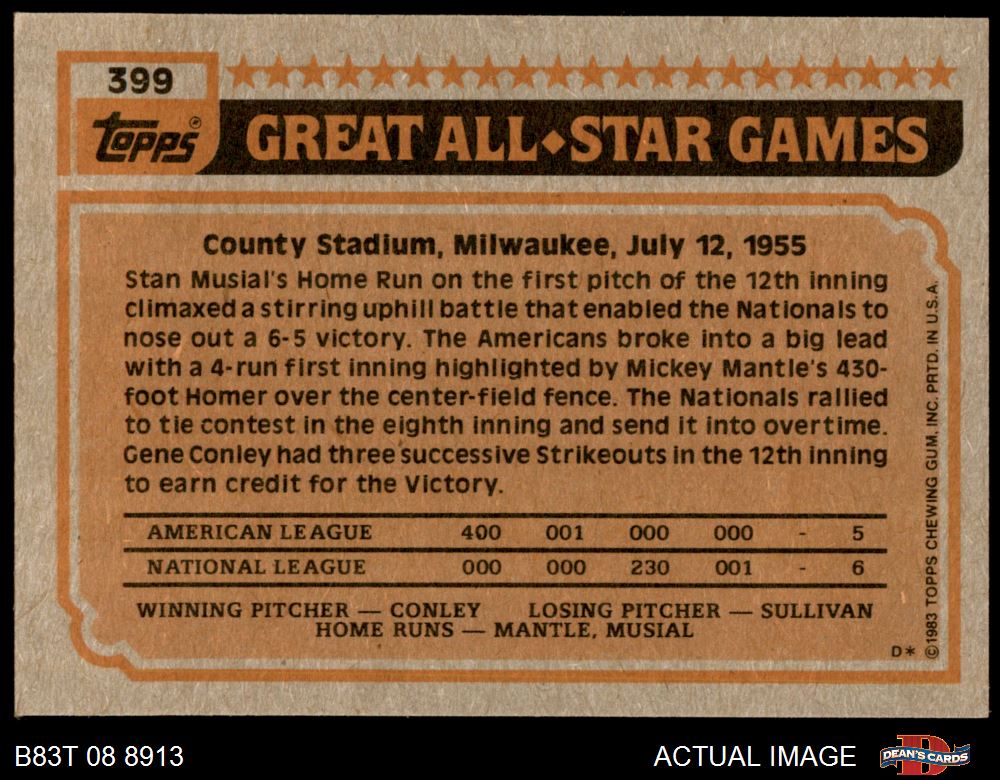 399
Topps®
GREAT ALL◆STAR GAMES
County Stadium, Milwaukee, July 12, 1955
Stan Musial's Home Run on the first pitch of the 12th inning
climaxed a stirring uphill battle that enabled the Nationals to
nose out a 6-5 victory. The Americans broke into a big lead
with a 4-run first inning highlighted by Mickey Mantle's 430-
foot Homer over the center-field fence. The Nationals rallied
to tie contest in the eighth inning and send it into overtime.
Gene Conley had three successive Strikeouts in the 12th inning
to earn credit for the Victory.
AMERICAN LEAGUE 400 001 000 000 - 5
NATIONAL LEAGUE 000 000 230 001 - 6
WINNING PITCHER — CONLEY LOSING PITCHER — SULLIVAN
HOME RUNS — MANTLE, MUSIAL
D*
©1983 TOPPS CHEWING GUM, INC. PRTD. IN U.S.A.
B83T 08 8913
ACTUAL IMAGE
D
DEAN'S CARDS